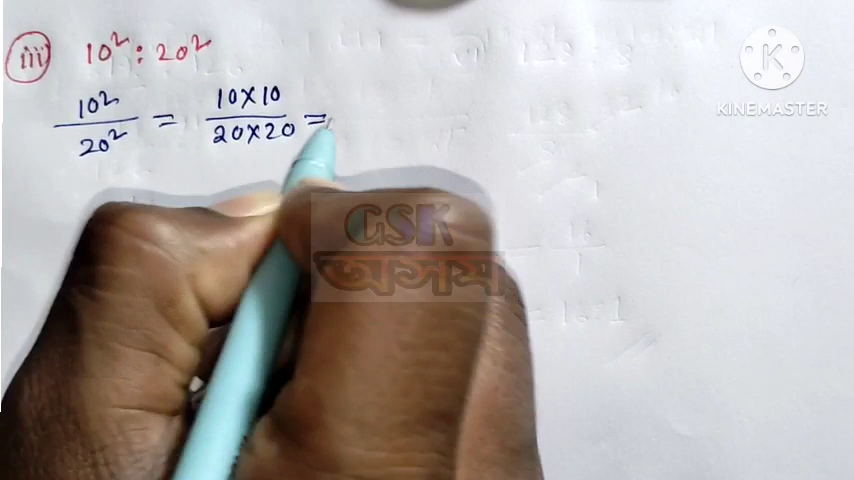 iii 10² : 20²
10² / 20² = 10×10 / 20×20 =
KINEMASTER
GSK
অসম